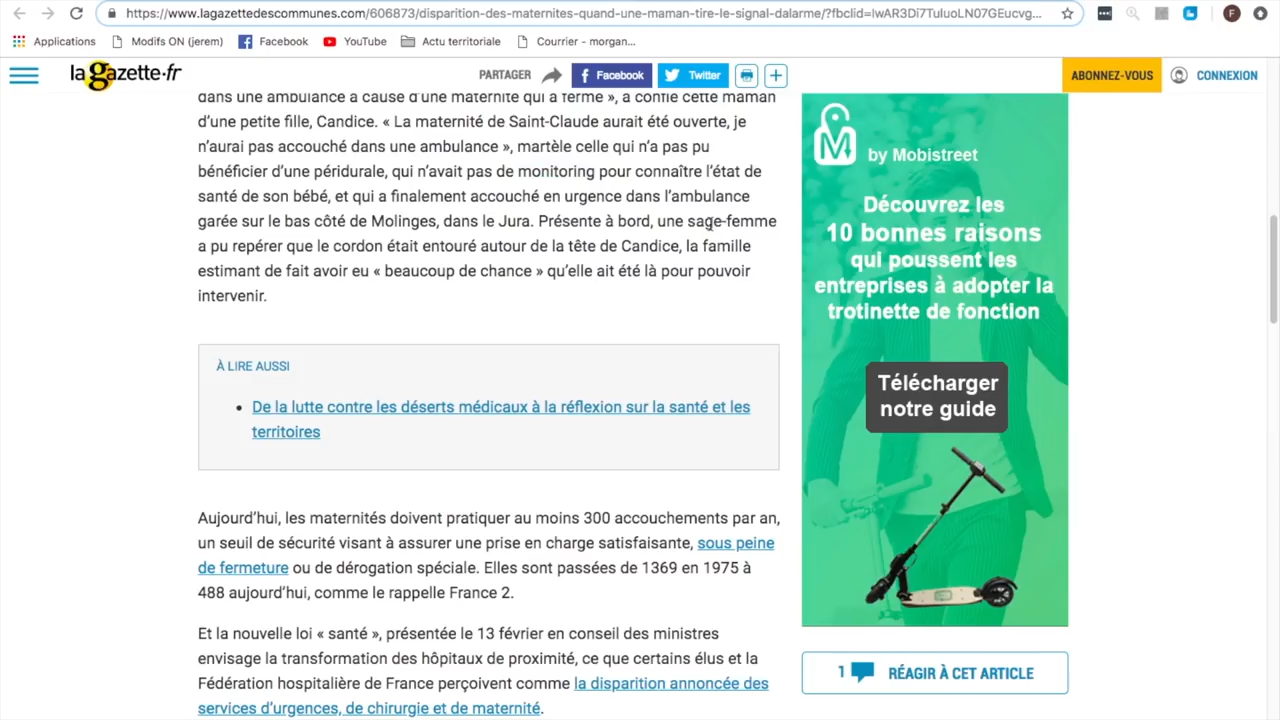 https://www.lagazettedescommunes.com/606873/disparition-des-maternites-quand-une-maman-tire-le-signal-dalarme/?fbclid=IwAR3Di7TuIuoLN07GEucvg...
F
Applications
Modifs ON (jerem)
Facebook
YouTube
Actu territoriale
Courrier - morgan...
la gazette.fr
PARTAGER
Facebook
Twitter
ABONNEZ-VOUS
CONNEXION
dans une ambulance à cause d'une maternité qui a fermé », a confié cette maman
d'une petite fille, Candice. « La maternité de Saint-Claude aurait été ouverte, je
n'aurai pas accouché dans une ambulance », martèle celle qui n'a pas pu
bénéficier d'une péridurale, qui n'avait pas de monitoring pour connaître l'état de
santé de son bébé, et qui a finalement accouché en urgence dans l'ambulance
garée sur le bas côté de Molinges, dans le Jura. Présente à bord, une sage-femme
a pu repérer que le cordon était entouré autour de la tête de Candice, la famille
estimant de fait avoir eu « beaucoup de chance » qu'elle ait été là pour pouvoir
intervenir.
À LIRE AUSSI
De la lutte contre les déserts médicaux à la réflexion sur la santé et les
territoires
Aujourd'hui, les maternités doivent pratiquer au moins 300 accouchements par an,
un seuil de sécurité visant à assurer une prise en charge satisfaisante, sous peine
de fermeture ou de dérogation spéciale. Elles sont passées de 1369 en 1975 à
488 aujourd'hui, comme le rappelle France 2.
Et la nouvelle loi « santé », présentée le 13 février en conseil des ministres
envisage la transformation des hôpitaux de proximité, ce que certains élus et la
Fédération hospitalière de France perçoivent comme la disparition annoncée des
services d'urgences, de chirurgie et de maternité.
M by Mobistreet
Découvrez les
10 bonnes raisons
qui poussent les
entreprises à adopter la
trotinette de fonction
Télécharger
notre guide
1 RÉAGIR À CET ARTICLE